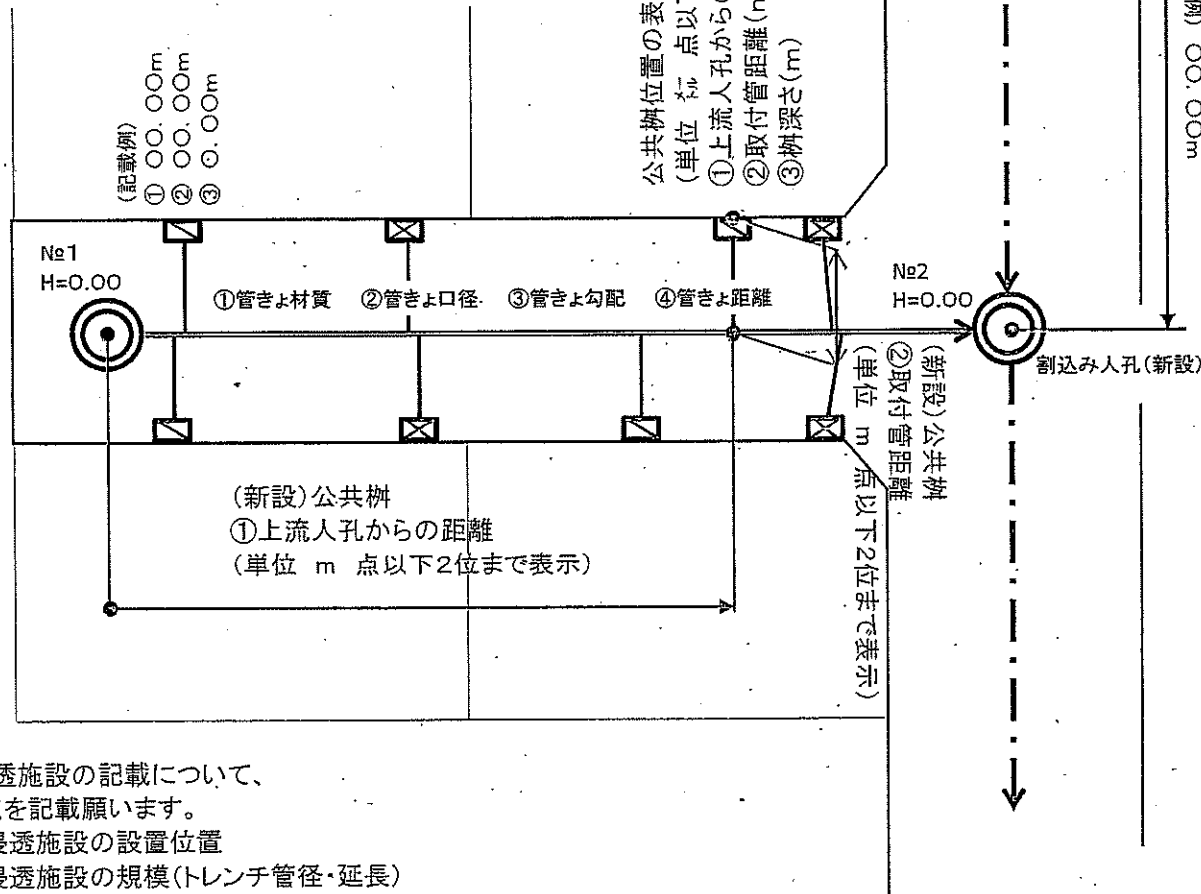 (記載例)
① 〇〇.〇〇m
② 〇〇.〇〇m
③ 〇.〇〇m
公共桝位置の表
(単位 ㍍ 点以
①上流人孔から
②取付管距離(
③桝深さ(m)
例) 〇〇.〇〇m
№1
H=0.00
①管きょ材質 ②管きょ口径 ③管きょ勾配 ④管きょ距離
№2
H=0.00
割込み人孔(新設)
(新設)公共桝
②取付管距離
(単位 m 点以下2位まで表示)
(新設)公共桝
①上流人孔からの距離
(単位 m 点以下2位まで表示)
透施設の記載について、
を記載願います。
浸透施設の設置位置
浸透施設の規模(トレンチ管径・延長)